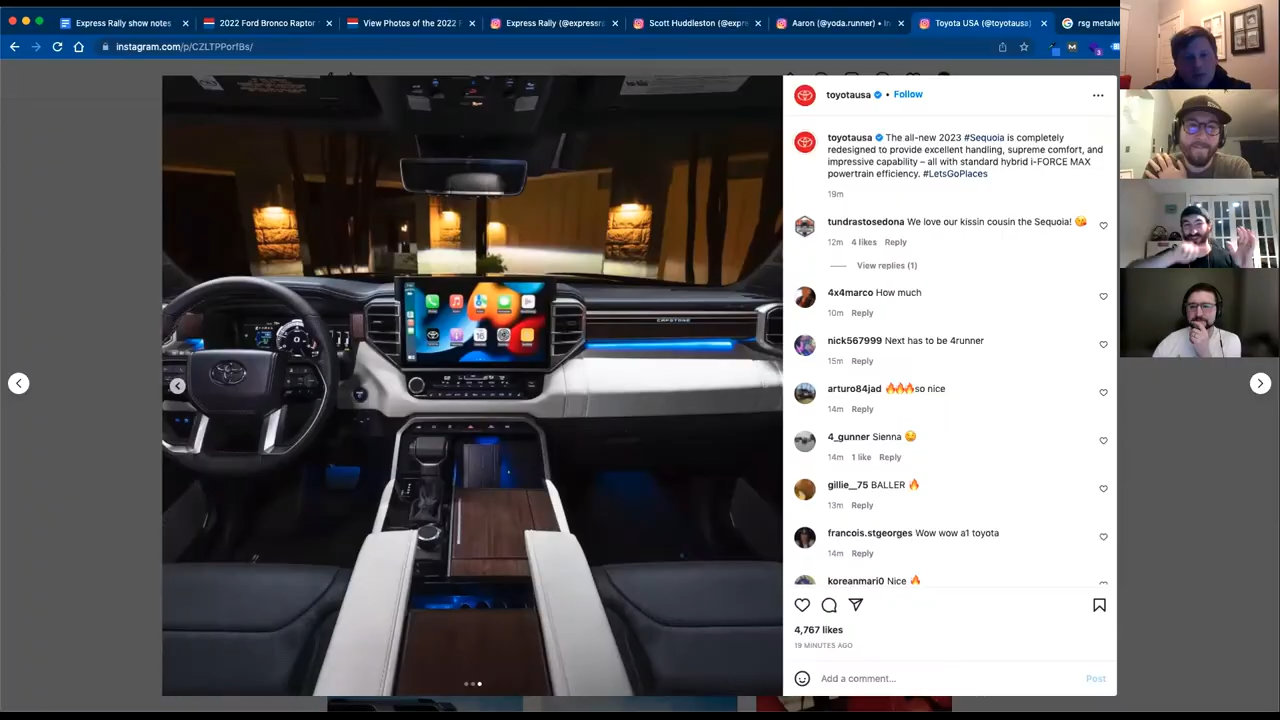 Express Rally show notes
2022 Ford Bronco Raptor
View Photos of the 2022 F
Express Rally (@expressr
Scott Huddleston (@expre
Aaron (@yoda.runner) • In
Toyota USA (@toyotausa)
rsg metalw
instagram.com/p/CZLTPPorfBs/
CAPSTONE
16
toyotausa • Follow
toyotausa The all-new 2023 #Sequoia is completely
redesigned to provide excellent handling, supreme comfort, and
impressive capability – all with standard hybrid i-FORCE MAX
powertrain efficiency. #LetsGoPlaces
19m
tundrastosedona We love our kissin cousin the Sequoia! 😘
12m 4 likes Reply
View replies (1)
4x4marco How much
10m Reply
nick567999 Next has to be 4runner
15m Reply
arturo84jad 🔥🔥🔥so nice
14m Reply
4_gunner Sienna 🤮
14m 1 like Reply
gillie__75 BALLER 🔥
13m Reply
francois.stgeorges Wow wow a1 toyota
14m Reply
koreanmari0 Nice 🔥
4,767 likes
19 MINUTES AGO
Add a comment...
Post